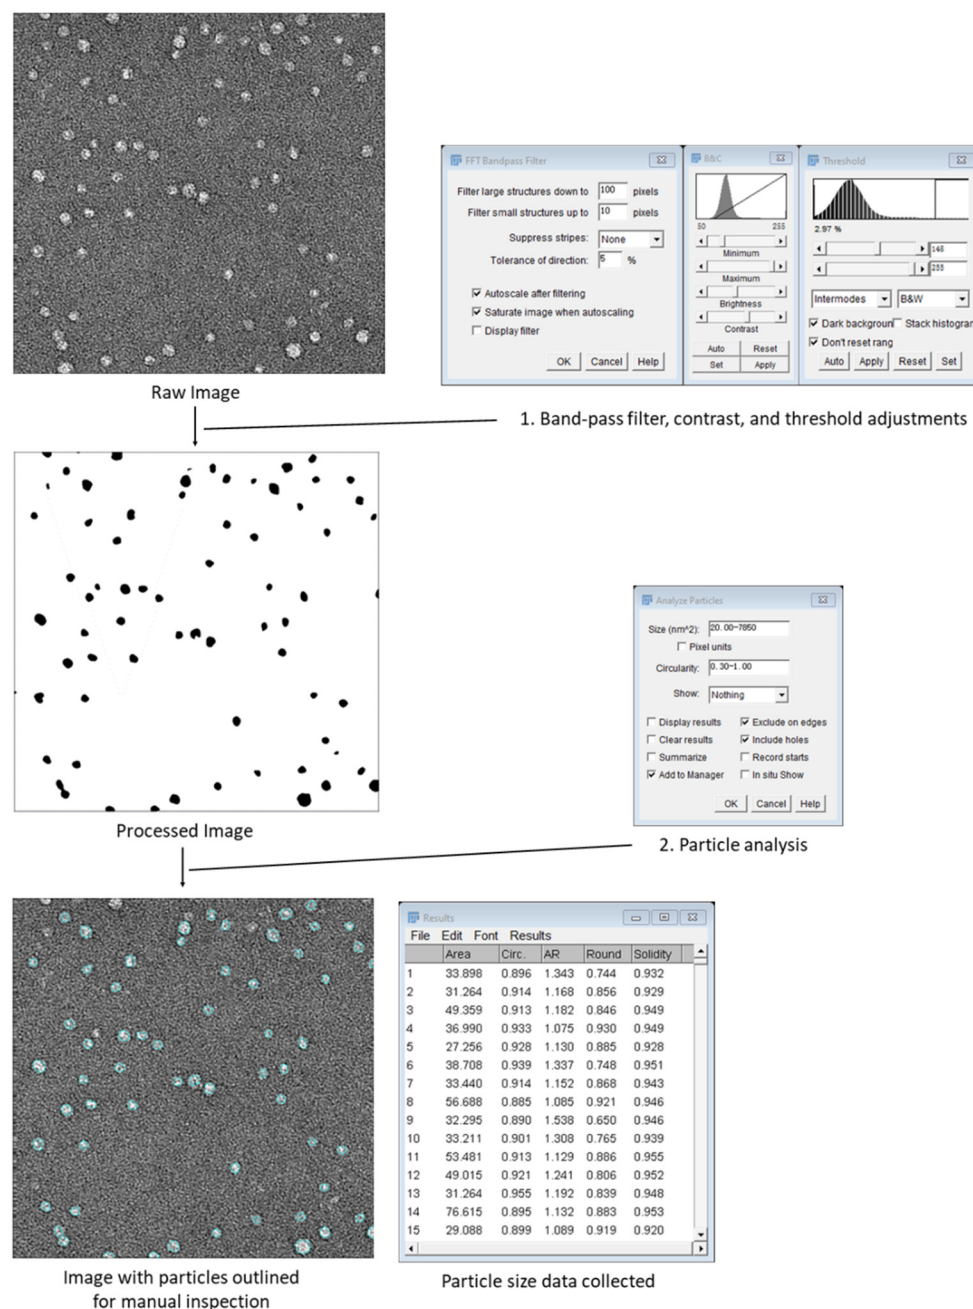 FFT Bandpass Filter
Filter large structures down to 100 pixels
Filter small structures up to 10 pixels
Suppress stripes: None
Tolerance of direction: 5 %
Autoscale after filtering
Saturate image when autoscaling
Display filter
OK Cancel Help
B&C
50 255
Minimum
Maximum
Brightness
Contrast
Auto Reset
Set Apply
Threshold
2.97 %
148
255
Intermodes B&W
Dark backgroun Stack histogran
Don't reset rang
Auto Apply Reset Set
Raw Image
1. Band-pass filter, contrast, and threshold adjustments
Analyze Particles
Size (nm^2): 20.00-7850
Pixel units
Circularity: 0.30-1.00
Show: Nothing
Display results Exclude on edges
Clear results Include holes
Summarize Record starts
Add to Manager In situ Show
OK Cancel Help
Processed Image
2. Particle analysis
Results
File Edit Font Results
Area Circ. AR Round Solidity
1 33.898 0.896 1.343 0.744 0.932
2 31.264 0.914 1.168 0.856 0.929
3 49.359 0.913 1.182 0.846 0.949
4 36.990 0.933 1.075 0.930 0.949
5 27.256 0.928 1.130 0.885 0.928
6 38.708 0.939 1.337 0.748 0.951
7 33.440 0.914 1.152 0.868 0.943
8 56.688 0.885 1.085 0.921 0.946
9 32.295 0.890 1.538 0.650 0.946
10 33.211 0.901 1.308 0.765 0.939
11 53.481 0.913 1.129 0.886 0.955
12 49.015 0.921 1.241 0.806 0.952
13 31.264 0.955 1.192 0.839 0.948
14 76.615 0.895 1.132 0.883 0.953
15 29.088 0.899 1.089 0.919 0.920
Image with particles outlined
for manual inspection
Particle size data collected